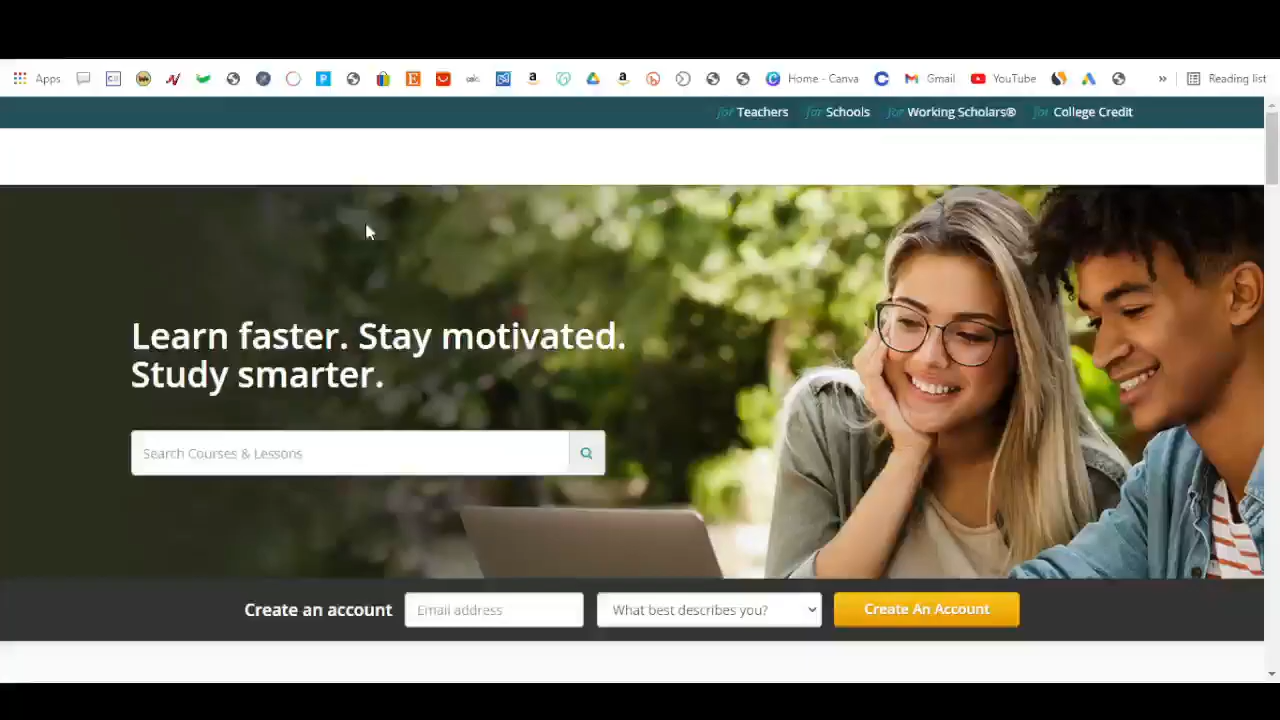 Apps
Home - Canva
Gmail
YouTube
Reading list
for Teachers for Schools for Working Scholars® for College Credit
Learn faster. Stay motivated.
Study smarter.
Search Courses & Lessons
Create an account
Email address
What best describes you?
Create An Account